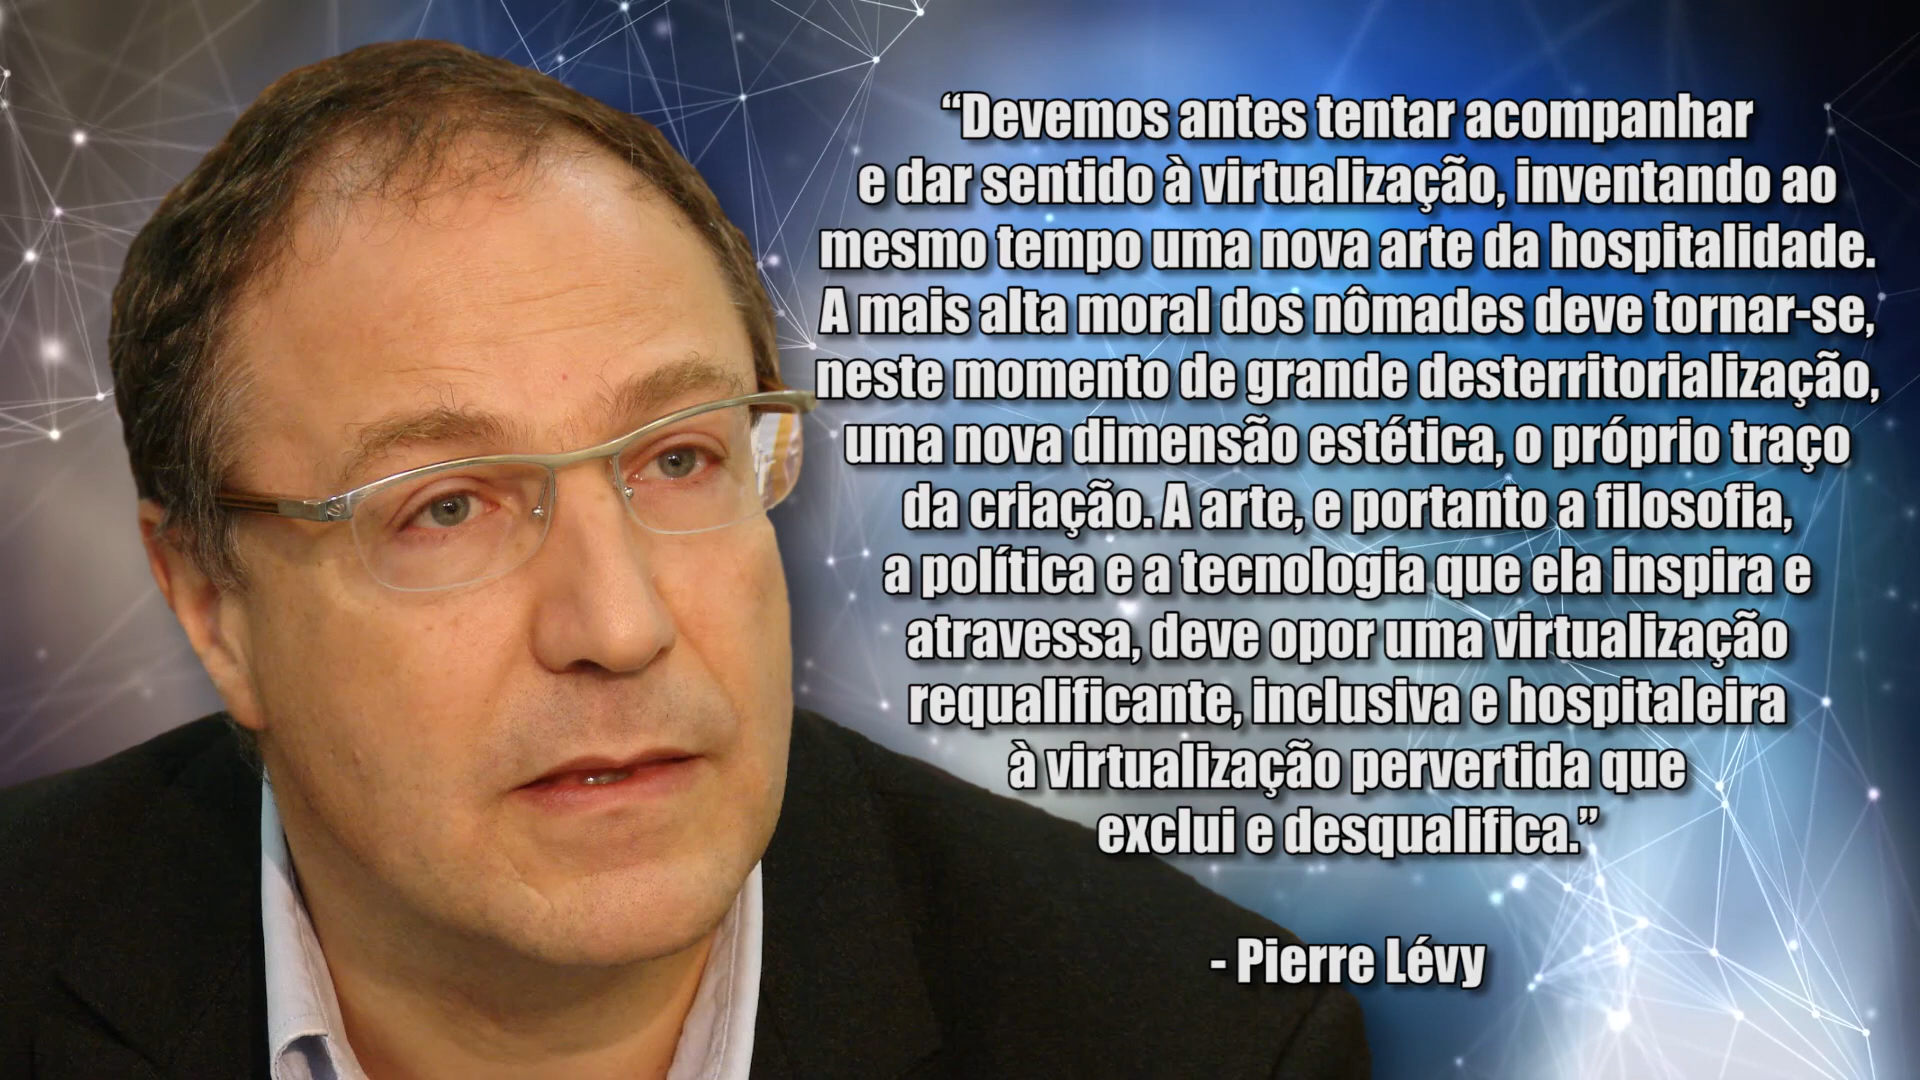 “Devemos antes tentar acompanhar
e dar sentido à virtualização, inventando ao
mesmo tempo uma nova arte da hospitalidade.
A mais alta moral dos nômades deve tornar-se,
neste momento de grande desterritorialização,
uma nova dimensão estética, o próprio traço
da criação. A arte, e portanto a filosofia,
a política e a tecnologia que ela inspira e
atravessa, deve opor uma virtualização
requalificante, inclusiva e hospitaleira
à virtualização pervertida que
exclui e desqualifica.”
- Pierre Lévy